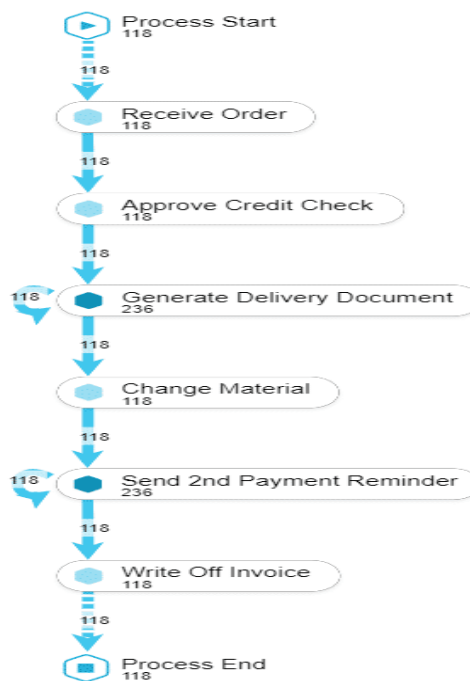 Process Start
118
118
Receive Order
118
118
Approve Credit Check
118
118
118
Generate Delivery Document
236
118
Change Material
118
118
118
Send 2nd Payment Reminder
236
118
Write Off Invoice
118
118
Process End
118